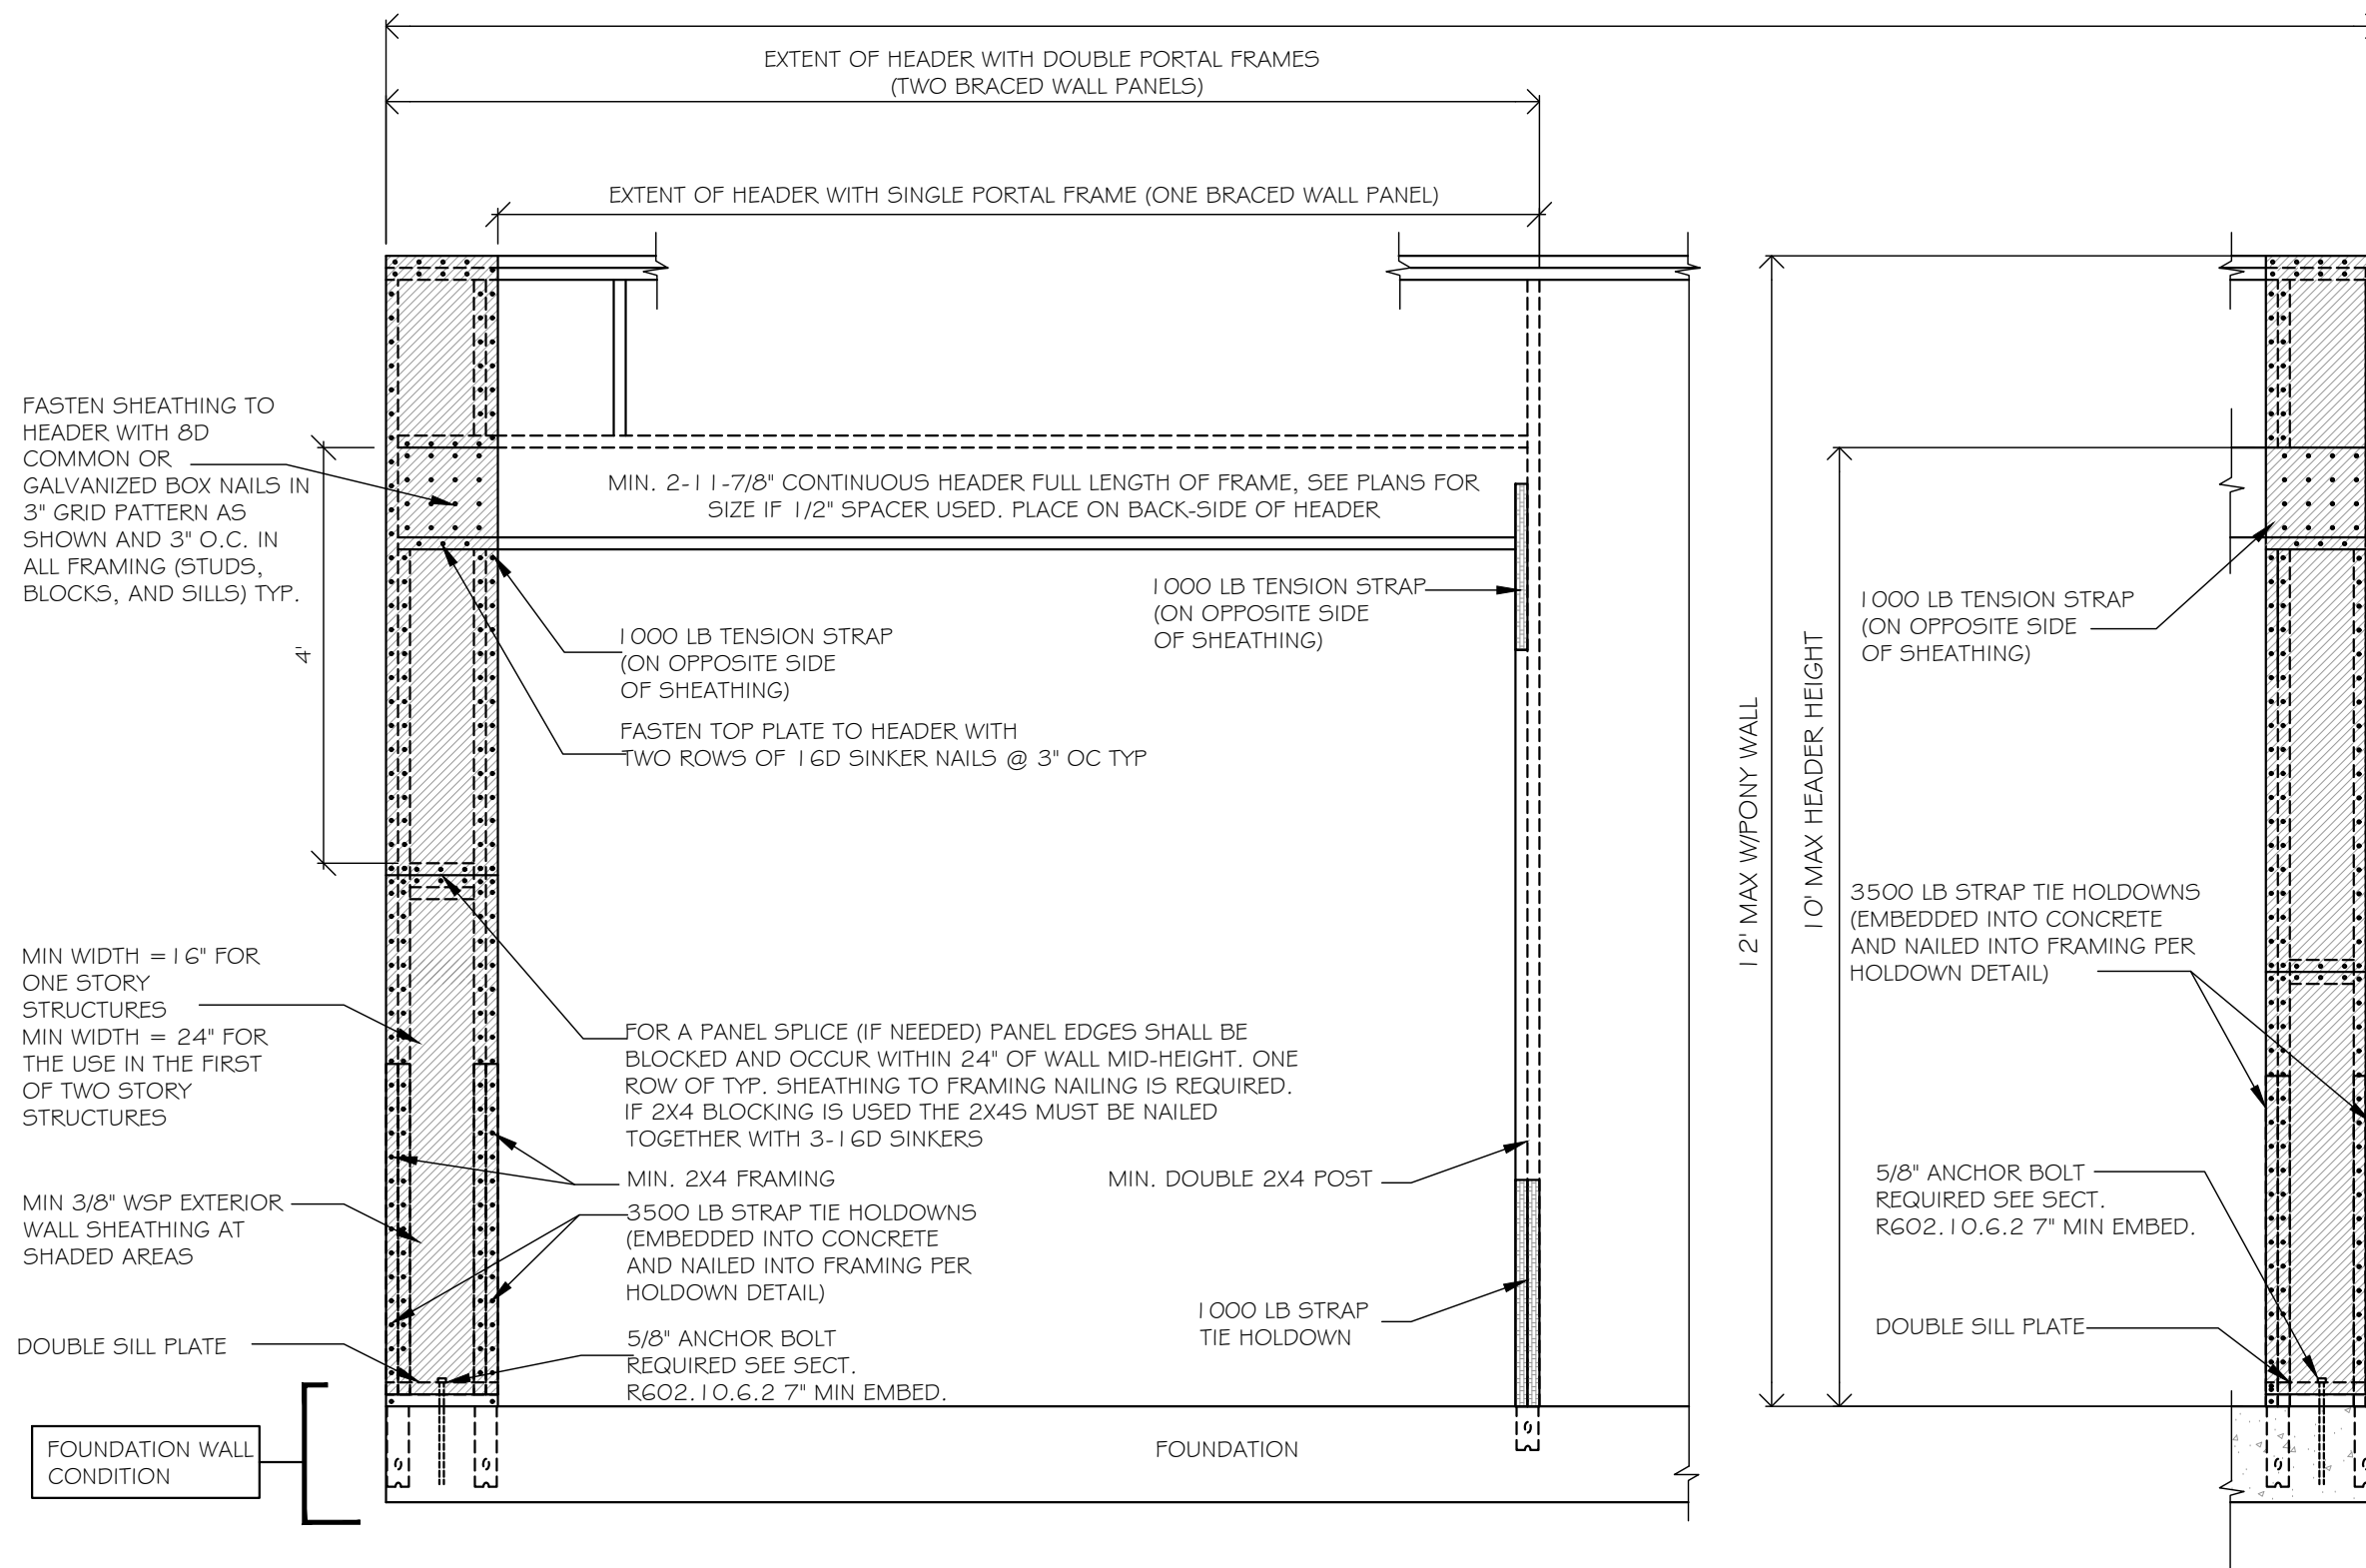 EXTENT OF HEADER WITH DOUBLE PORTAL FRAMES
(TWO BRACED WALL PANELS)
EXTENT OF HEADER WITH SINGLE PORTAL FRAME (ONE BRACED WALL PANEL)
FASTEN SHEATHING TO
HEADER WITH 8D
COMMON OR
GALVANIZED BOX NAILS IN
3" GRID PATTERN AS
SHOWN AND 3" O.C. IN
ALL FRAMING (STUDS,
BLOCKS, AND SILLS) TYP.
4'
MIN. 2-11-7/8" CONTINUOUS HEADER FULL LENGTH OF FRAME, SEE PLANS FOR
SIZE IF 1/2" SPACER USED. PLACE ON BACK-SIDE OF HEADER
1000 LB TENSION STRAP
(ON OPPOSITE SIDE
OF SHEATHING)
1000 LB TENSION STRAP
(ON OPPOSITE SIDE
OF SHEATHING)
FASTEN TOP PLATE TO HEADER WITH
TWO ROWS OF 16D SINKER NAILS @ 3" OC TYP
MIN WIDTH = 16" FOR
ONE STORY
STRUCTURES
MIN WIDTH = 24" FOR
THE USE IN THE FIRST
OF TWO STORY
STRUCTURES
FOR A PANEL SPLICE (IF NEEDED) PANEL EDGES SHALL BE
BLOCKED AND OCCUR WITHIN 24" OF WALL MID-HEIGHT. ONE
ROW OF TYP. SHEATHING TO FRAMING NAILING IS REQUIRED.
IF 2X4 BLOCKING IS USED THE 2X4S MUST BE NAILED
TOGETHER WITH 3-16D SINKERS
MIN. 2X4 FRAMING
MIN. DOUBLE 2X4 POST
MIN 3/8" WSP EXTERIOR
WALL SHEATHING AT
SHADED AREAS
3500 LB STRAP TIE HOLDOWNS
(EMBEDDED INTO CONCRETE
AND NAILED INTO FRAMING PER
HOLDOWN DETAIL)
1000 LB STRAP
TIE HOLDOWN
DOUBLE SILL PLATE
5/8" ANCHOR BOLT
REQUIRED SEE SECT.
R602.10.6.2 7" MIN EMBED.
FOUNDATION WALL
CONDITION
FOUNDATION
12' MAX W/PONY WALL
10' MAX HEADER HEIGHT
1000 LB TENSION STRAP
(ON OPPOSITE SIDE
OF SHEATHING)
3500 LB STRAP TIE HOLDOWNS
(EMBEDDED INTO CONCRETE
AND NAILED INTO FRAMING PER
HOLDOWN DETAIL)
5/8" ANCHOR BOLT
REQUIRED SEE SECT.
R602.10.6.2 7" MIN EMBED.
DOUBLE SILL PLATE